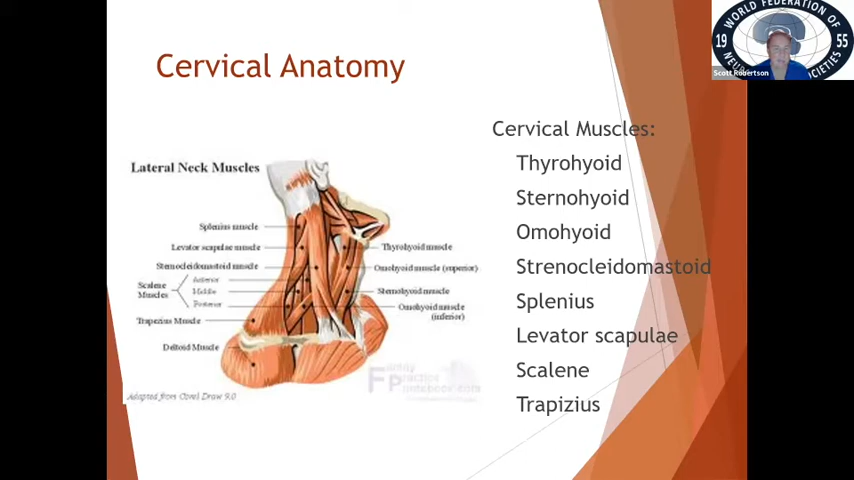 WORLD FEDERATION OF
19 55
SOCIETIES
Scott Robertson
Cervical Anatomy
Cervical Muscles:
Thyrohyoid
Sternohyoid
Omohyoid
Strenocleidomastoid
Splenius
Levator scapulae
Scalene
Trapizius
Lateral Neck Muscles
Splenius muscle
Levator scapulae muscle
Sternocleidomastoid muscle
Scalene
Muscles
Anterior
Middle
Posterior
Trapezius Muscle
Deltoid Muscle
Thyrohyoid muscle
Omohyoid muscle (superior)
Sternohyoid muscle
Omohyoid muscle
(inferior)
Adapted from Corel Draw 9.0